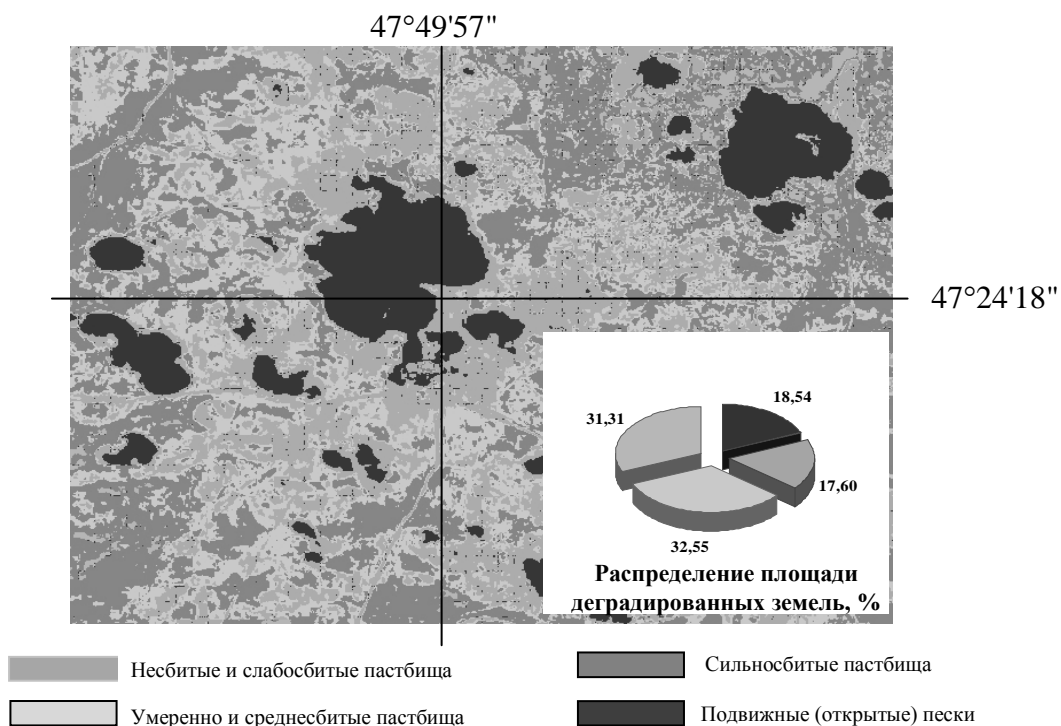 47°49'57"
47°24'18"
18,54
31,31
17,60
32,55
Распределение площади
деградированных земель, %
Несбитые и слабосбитые пастбища
Сильносбитые пастбища
Умеренно и среднесбитые пастбища
Подвижные (открытые) пески